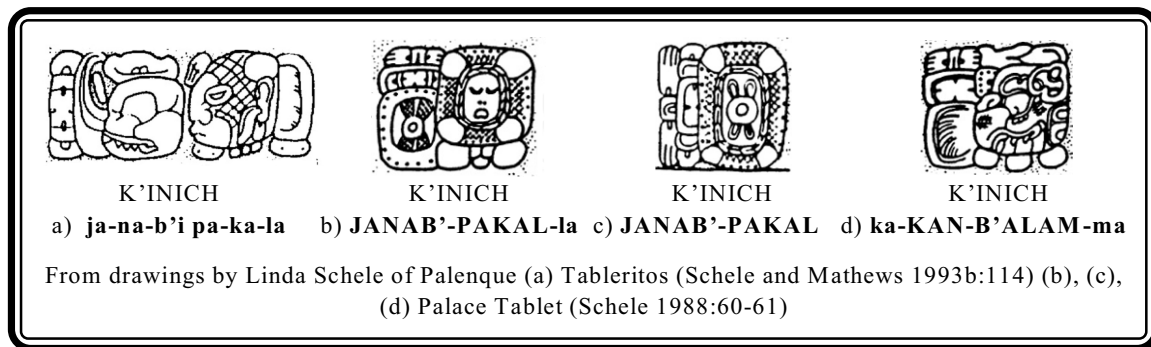 K’INICH K’INICH K’INICH K’INICH
a) ja-na-b’i pa-ka-la b) JANAB’-PAKAL-la c) JANAB’-PAKAL d) ka-KAN-B’ALAM-ma
From drawings by Linda Schele of Palenque (a) Tableritos (Schele and Mathews 1993b:114) (b), (c),
(d) Palace Tablet (Schele 1988:60-61)